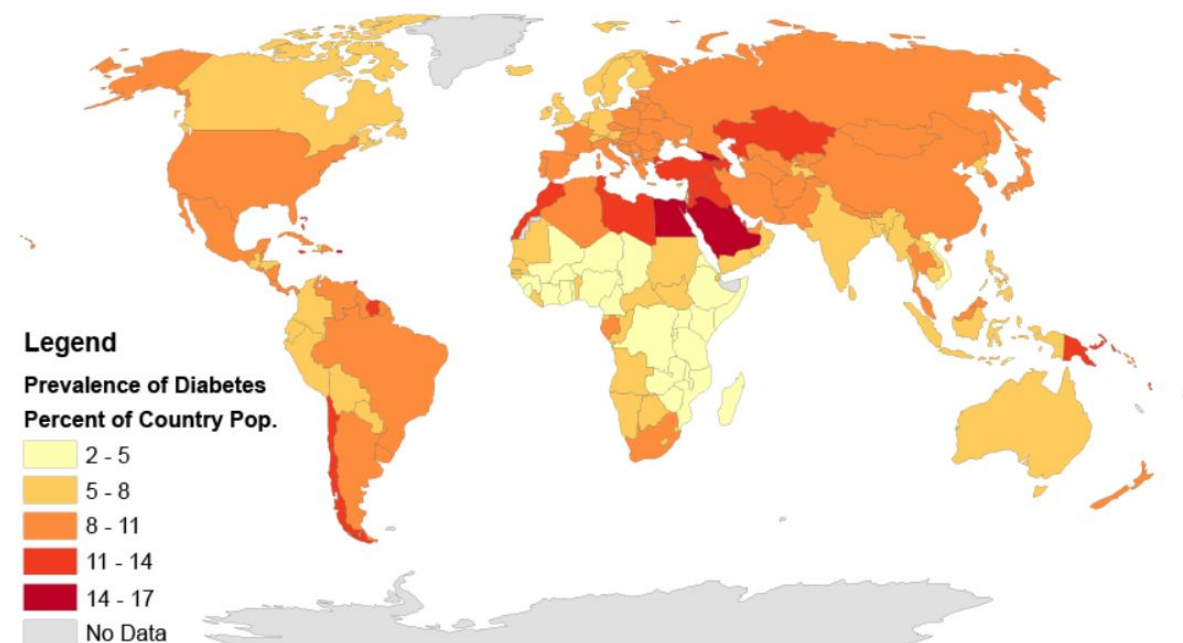 Legend
Prevalence of Diabetes
Percent of Country Pop.
2 - 5
5 - 8
8 - 11
11 - 14
14 - 17
No Data